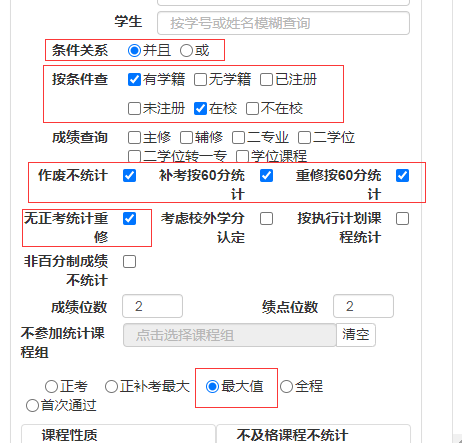 学生 按学号或姓名模糊查询
条件关系 并且 或
按条件查 有学籍 无学籍 已注册
未注册 在校 不在校
成绩查询 主修 辅修 二专业 二学位
二学位转一专 学位课程
作废不统计 补考按60分统 重修按60分统
计 计
无正考统计重 考虑校外学分 按执行计划课
修 认定 程统计
非百分制成绩
不统计
成绩位数 2 绩点位数 2
不参加统计课 点击选择课程组 清空
程组
正考 正补考最大 最大值 全程
首次通过
课程性质 不及格课程不统计